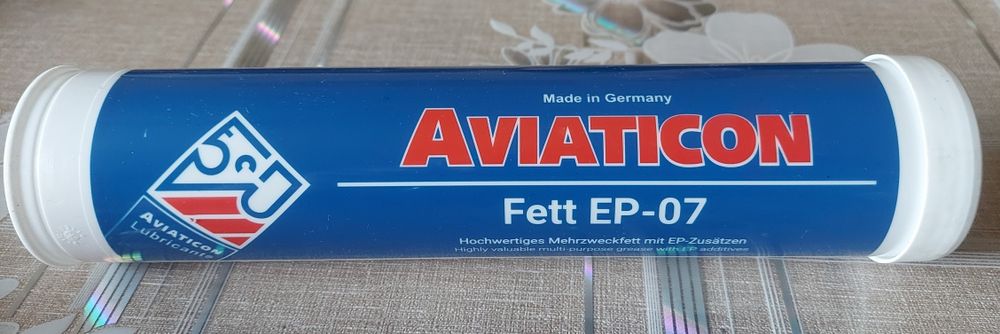 Made in Germany
AVIATICON
Fett EP-07
Hochwertiges Mehrzweckfett mit EP-Zusätzen
Highly valuable multi-purpose grease with EP additives
AVIATICON
Lubricants